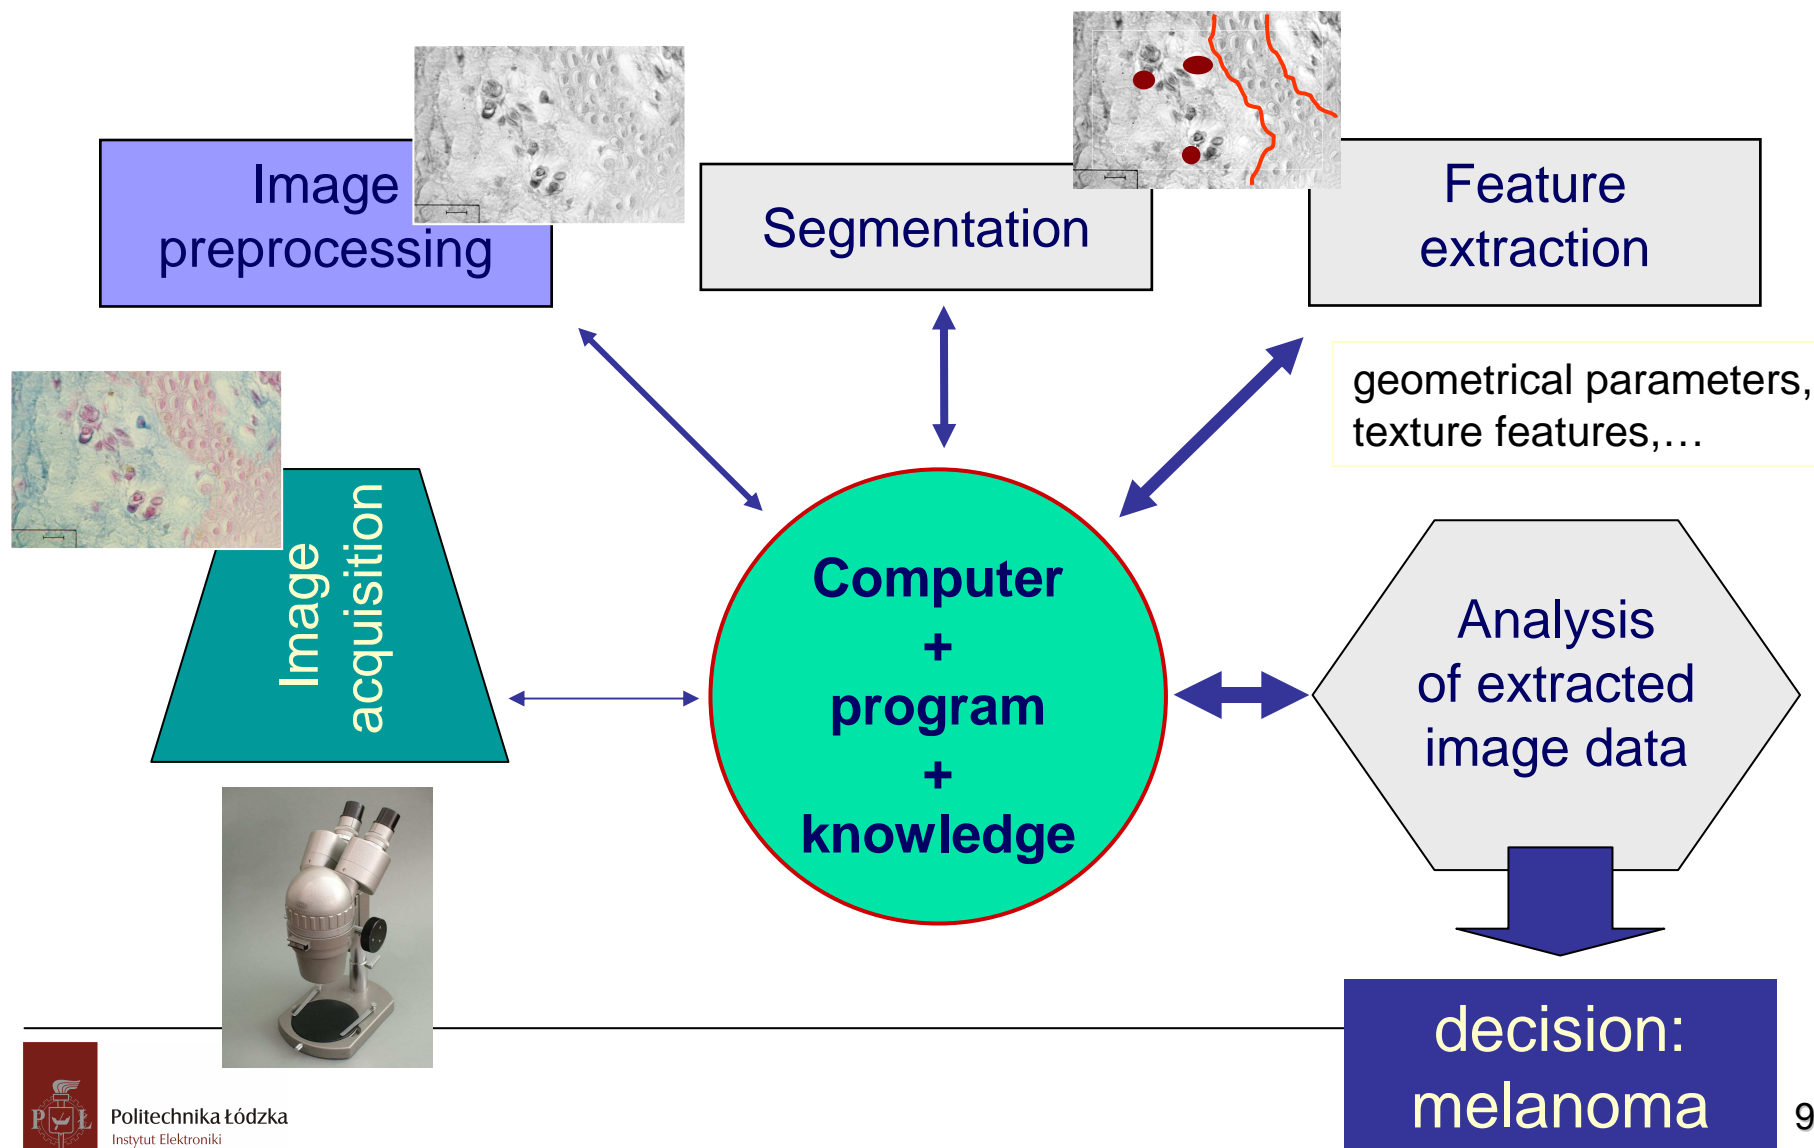 Image
preprocessing
Segmentation
Feature
extraction
geometrical parameters,
texture features,…
Image
acquisition
Computer
+
program
+
knowledge
Analysis
of extracted
image data
decision:
melanoma
P Ł
Politechnika Łódzka
Instytut Elektroniki
9